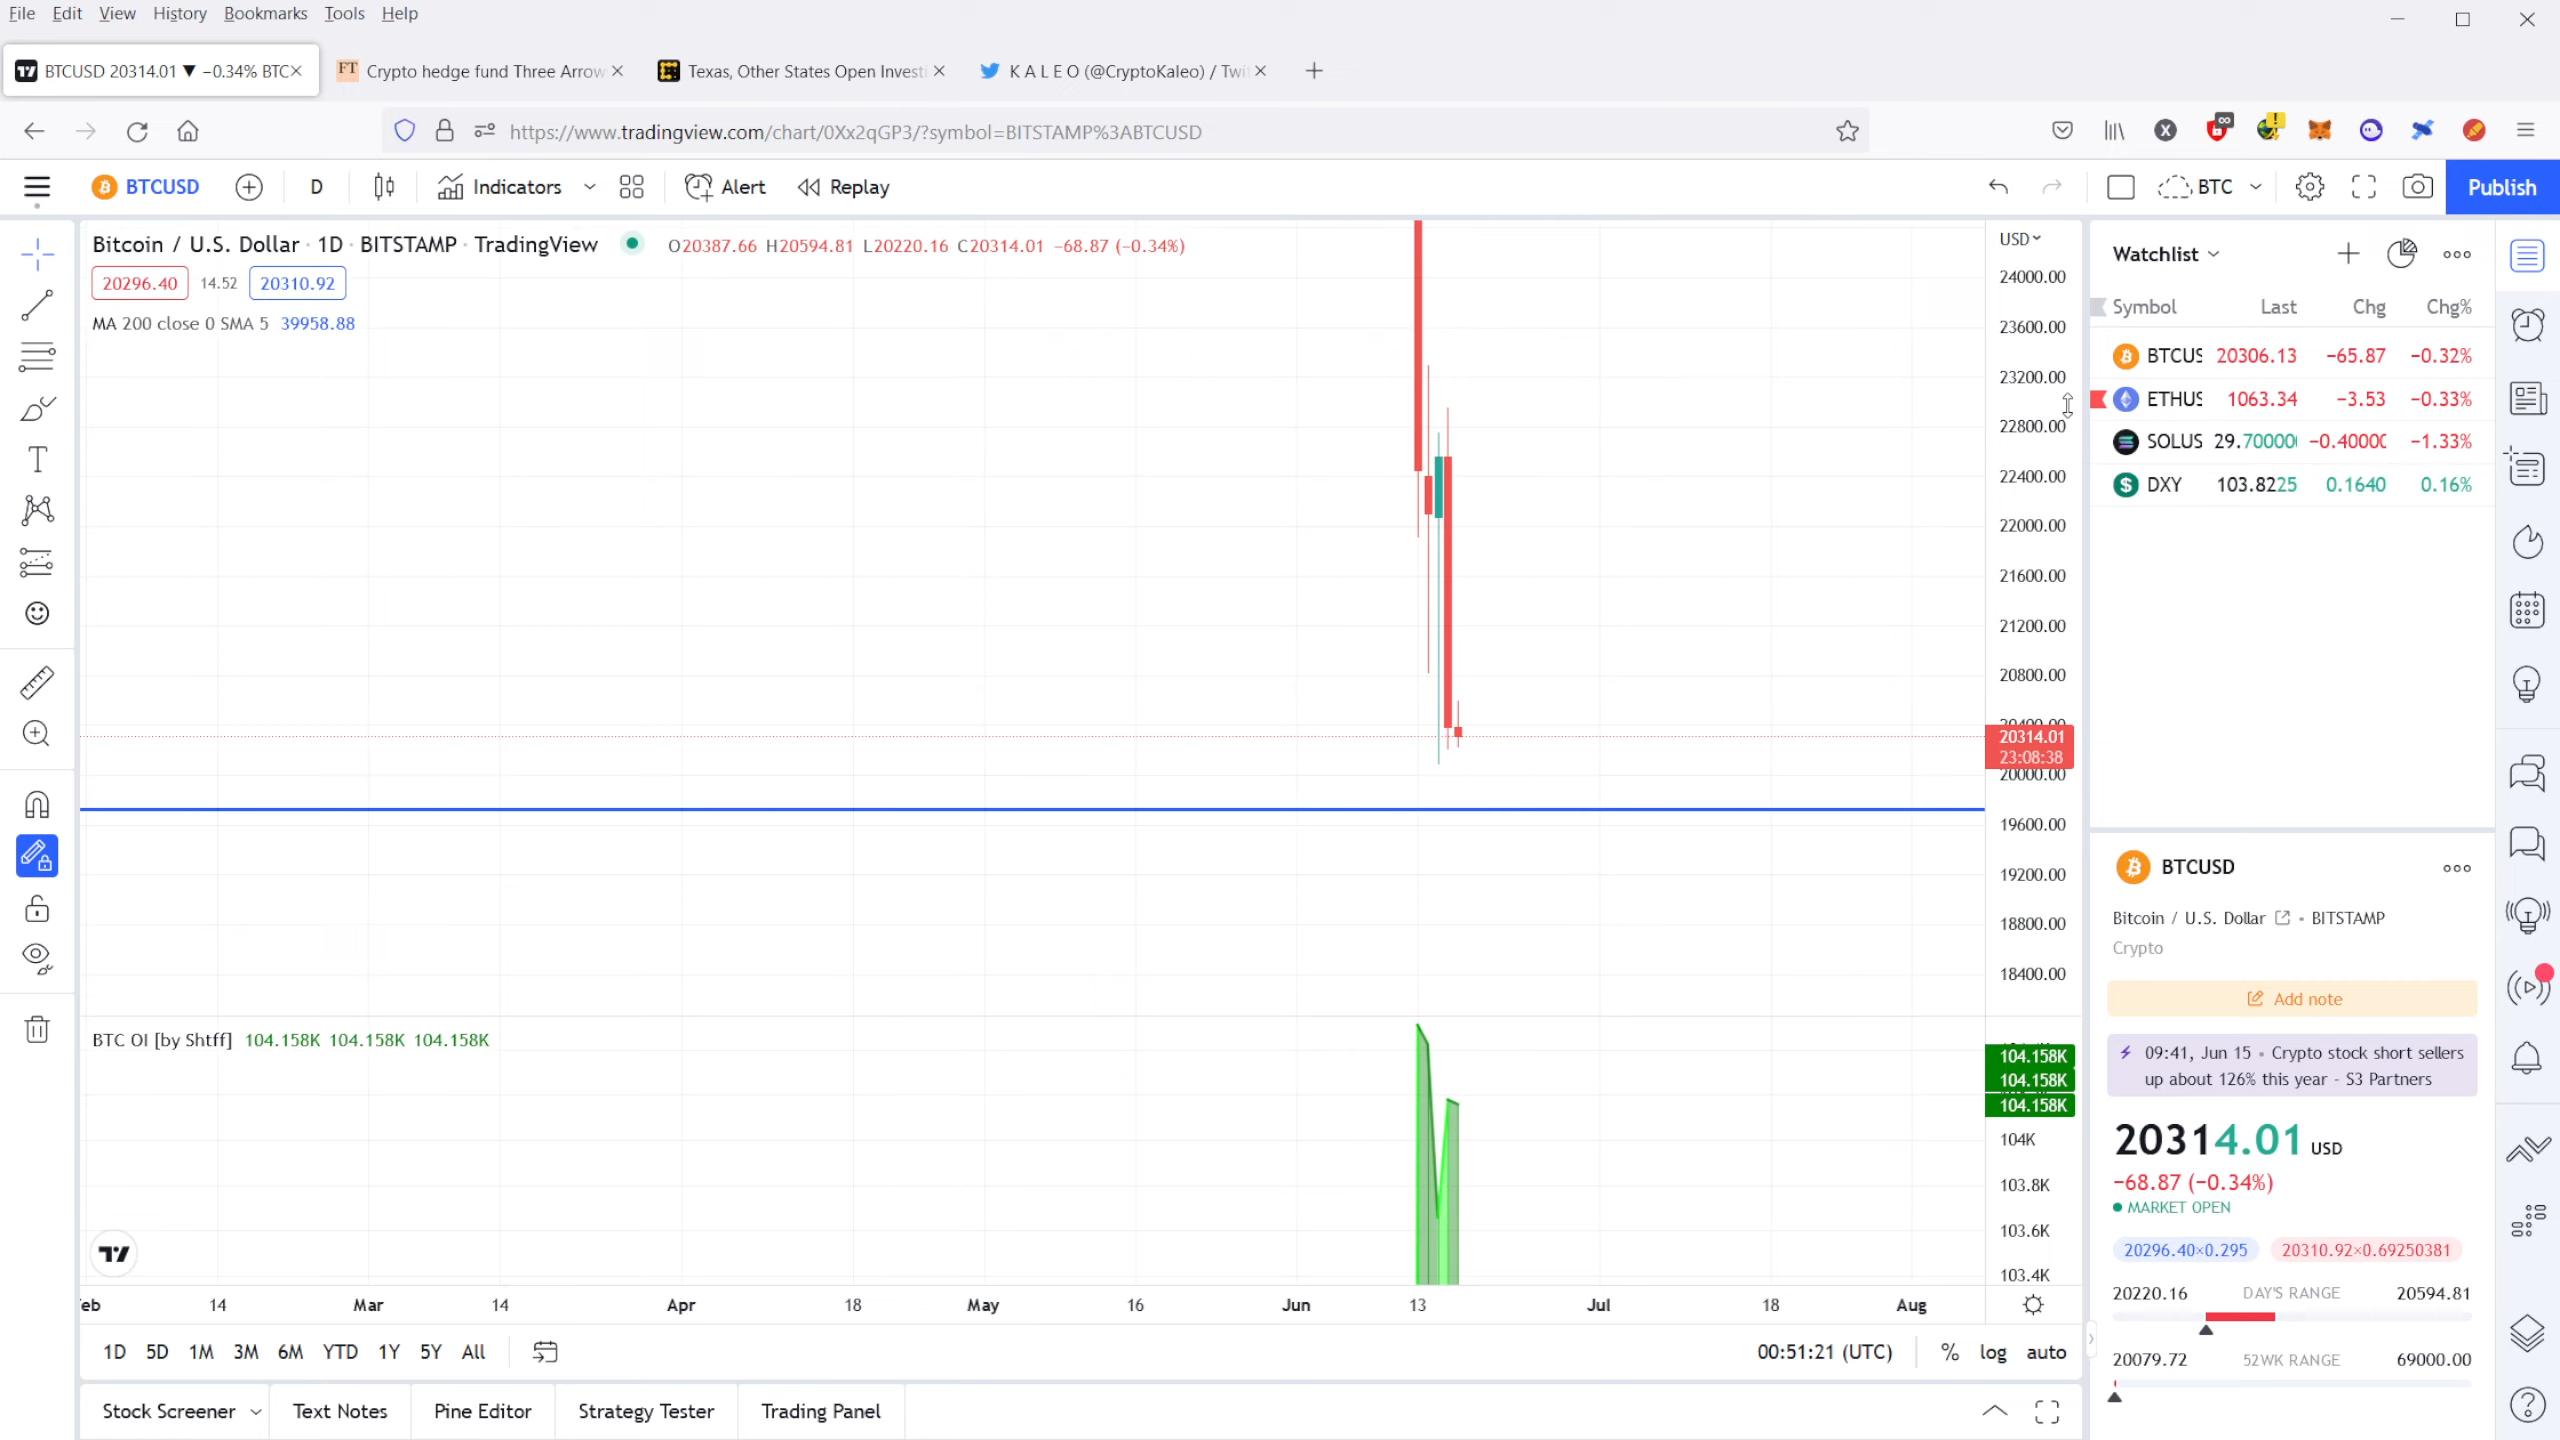 File Edit View History Bookmarks Tools Help
BTCUSD 20314.01 ▼ −0.34% BTC
FT Crypto hedge fund Three Arrow
Texas, Other States Open Investi
K A L E O (@CryptoKaleo) / Twi
https://www.tradingview.com/chart/0Xx2qGP3/?symbol=BITSTAMP%3ABTCUSD
BTCUSD D Indicators Alert Replay BTC Publish
Bitcoin / U.S. Dollar · 1D · BITSTAMP · TradingView O20387.66 H20594.81 L20220.16 C20314.01 −68.87 (−0.34%)
20296.40 14.52 20310.92
MA 200 close 0 SMA 5 39958.88
USD
24000.00
23600.00
23200.00
22800.00
22400.00
22000.00
21600.00
21200.00
20800.00
20400.00
20314.01
23:08:38
20000.00
19600.00
19200.00
18800.00
18400.00
BTC OI [by Shtff] 104.158K 104.158K 104.158K
104.158K
104.158K
104.158K
104K
103.8K
103.6K
103.4K
eb 14 Mar 14 Apr 18 May 16 Jun 13 Jul 18 Aug
1D 5D 1M 3M 6M YTD 1Y 5Y All 00:51:21 (UTC) % log auto
Stock Screener Text Notes Pine Editor Strategy Tester Trading Panel
Watchlist
Symbol Last Chg Chg%
BTCUS 20306.13 −65.87 −0.32%
ETHUS 1063.34 −3.53 −0.33%
SOLUS 29.70000 −0.4000 −1.33%
DXY 103.8225 0.1640 0.16%
BTCUSD
Bitcoin / U.S. Dollar • BITSTAMP
Crypto
Add note
09:41, Jun 15 • Crypto stock short sellers
up about 126% this year - S3 Partners
20314.01 USD
−68.87 (−0.34%)
MARKET OPEN
20296.40×0.295 20310.92×0.69250381
20220.16 DAY'S RANGE 20594.81
20079.72 52WK RANGE 69000.00